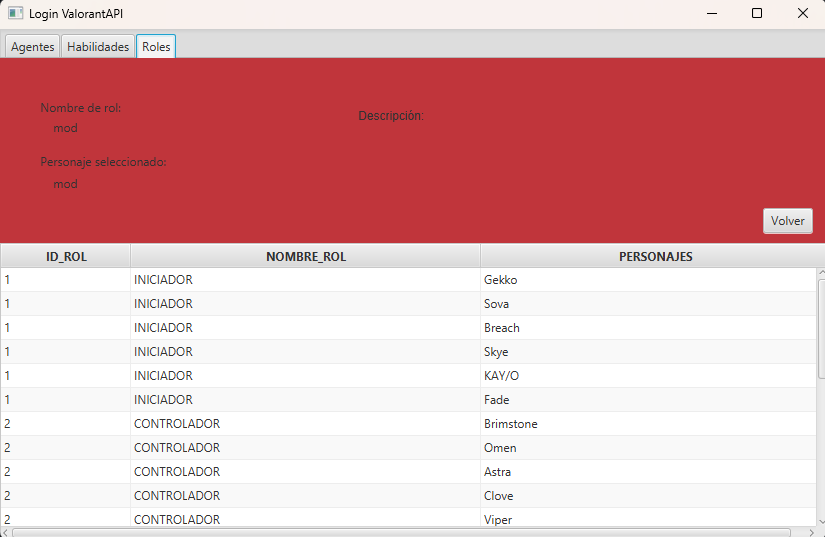 Login ValorantAPI
Agentes Habilidades Roles
Nombre de rol:
Descripción:
mod
Personaje seleccionado:
mod
Volver
ID_ROL NOMBRE_ROL PERSONAJES
1 INICIADOR Gekko
1 INICIADOR Sova
1 INICIADOR Breach
1 INICIADOR Skye
1 INICIADOR KAY/O
1 INICIADOR Fade
2 CONTROLADOR Brimstone
2 CONTROLADOR Omen
2 CONTROLADOR Astra
2 CONTROLADOR Clove
2 CONTROLADOR Viper